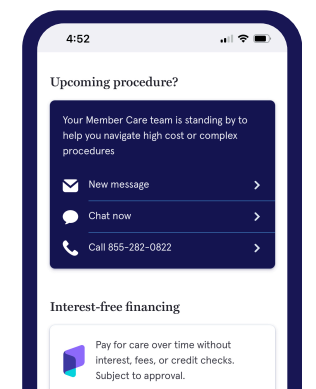 4:52
Upcoming procedure?
Your Member Care team is standing by to
help you navigate high cost or complex
procedures
New message
Chat now
Call 855-282-0822
Interest-free financing
Pay for care over time without
interest, fees, or credit checks.
Subject to approval.